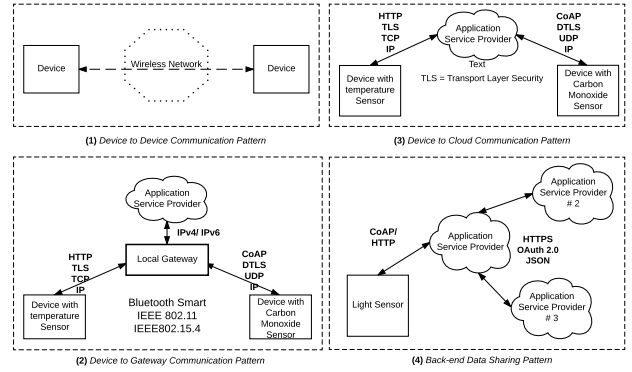 Device
Wireless Network
Device
(1) Device to Device Communication Pattern
HTTP
TLS
TCP
IP
Application
Service Provider
CoAP
DTLS
UDP
IP
Text
TLS = Transport Layer Security
Device with
temperature
Sensor
Device with
Carbon
Monoxide
Sensor
(3) Device to Cloud Communication Pattern
Application
Service Provider
IPv4/ IPv6
Local Gateway
HTTP
TLS
TCP
IP
CoAP
DTLS
UDP
IP
Device with
temperature
Sensor
Bluetooth Smart
IEEE 802.11
IEEE802.15.4
Device with
Carbon
Monoxide
Sensor
(2) Device to Gateway Communication Pattern
Application
Service Provider
# 2
CoAP/
HTTP
Application
Service Provider
HTTPS
OAuth 2.0
JSON
Light Sensor
Application
Service Provider
# 3
(4) Back-end Data Sharing Pattern